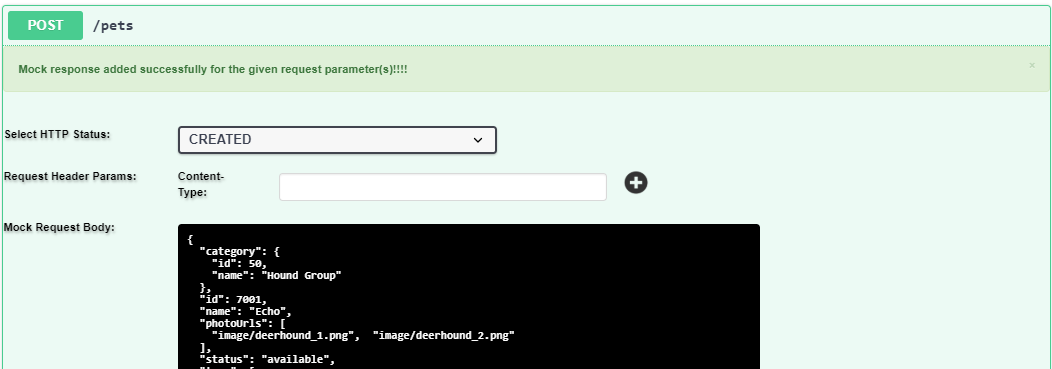 POST /pets
Mock response added successfully for the given request parameter(s)!!!!
×
Select HTTP Status:
CREATED
Request Header Params:
Content-
Type:
Mock Request Body:
{
"category": {
"id": 50,
"name": "Hound Group"
},
"id": 7001,
"name": "Echo",
"photoUrls": [
"image/deerhound_1.png",  "image/deerhound_2.png"
],
"status": "available",